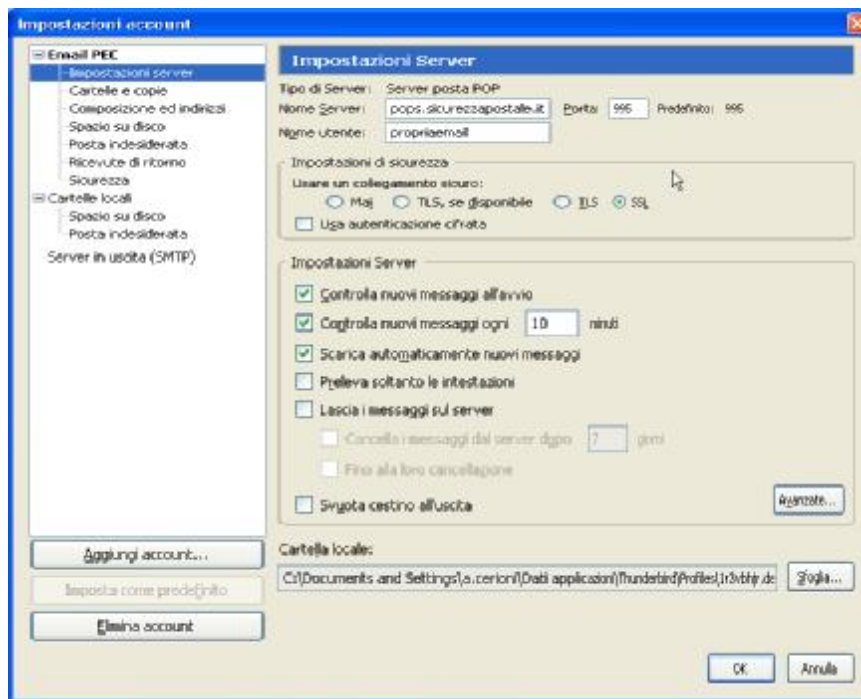 Impostazioni account
Email PEC
Impostazioni server
Cartelle e copie
Composizione ed indirizzi
Spazio su disco
Posta indesiderata
Ricevute di ritorno
Sicurezza
Cartelle locali
Spazio su disco
Posta indesiderata
Server in uscita (SMTP)
Aggiungi account...
Imposta come predefinito
Elimina account
Impostazioni Server
Tipo di Server: Server posta POP
Nome Server: pops.sicurezzapostale.it Porta: 995 Predefinito: 995
Nome utente: propriaemail
Impostazioni di sicurezza
Usare un collegamento sicuro:
Mai TLS, se disponibile TLS SSL
Usa autenticazione cifrata
Impostazioni Server
Controlla nuovi messaggi all'avvio
Controlla nuovi messaggi ogni 10 minuti
Scarica automaticamente nuovi messaggi
Preleva soltanto le intestazioni
Lascia i messaggi sul server
Cancella i messaggi dal server dopo 7 giorni
Fino alla loro cancellazione
Svuota cestino all'uscita
Avanzate...
Cartella locale:
C:\Documents and Settings\a.cerioni\Dati applicazioni\Thunderbird\Profiles\
Sfoglia...
OK Annulla